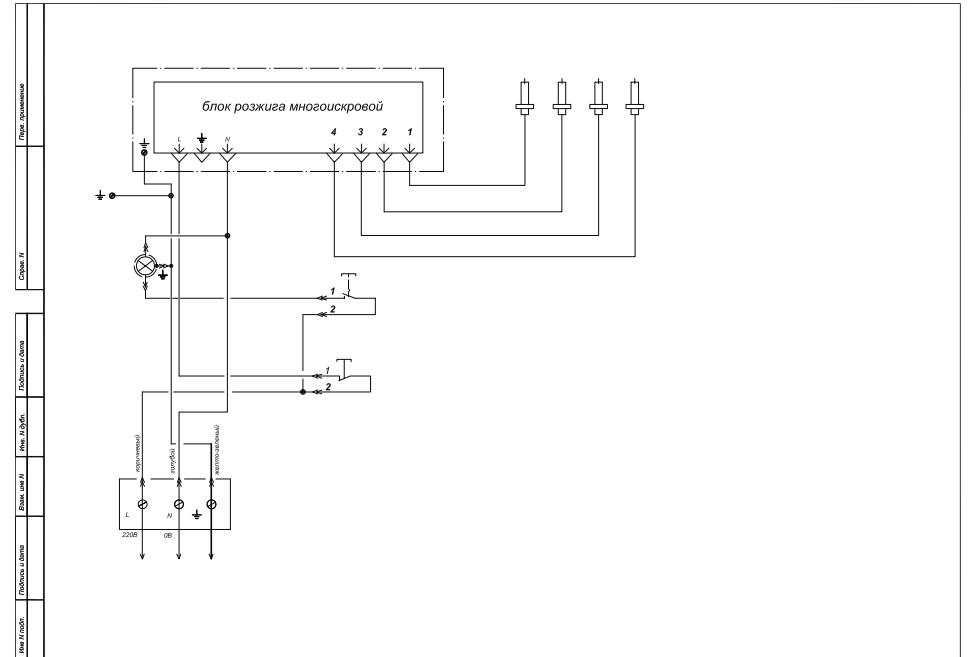 Перв. применение
Справ. N
Подпись и дата
Инв. N дубл.
Взам. инв N
Подпись и дата
Инв N подл.
блок розжига многоискровой
L N 4 3 2 1
1
2
1
2
коричневый
голубой
желто-зеленый
L N
220В 0В